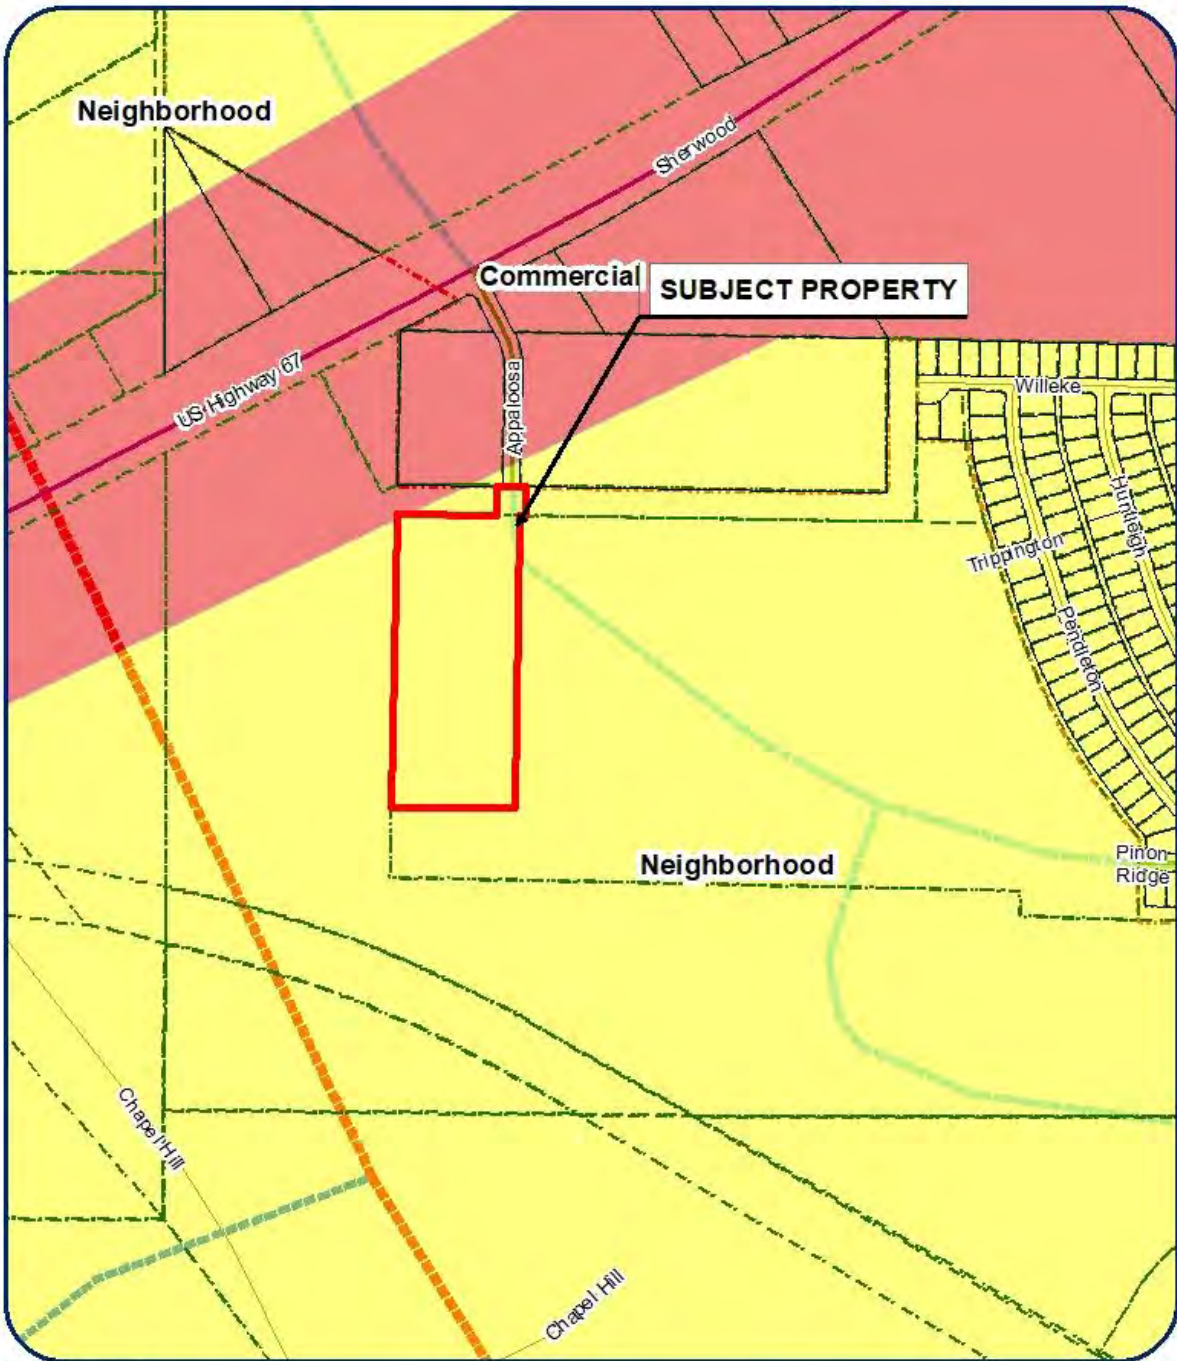 Neighborhood
Sherwood
Commercial
SUBJECT PROPERTY
US Highway 67
Appaloosa
Willeke
Huntleigh
Trippington
Pendleton
Neighborhood
Pinon
Ridge
Chapel Hill
Chapel Hill